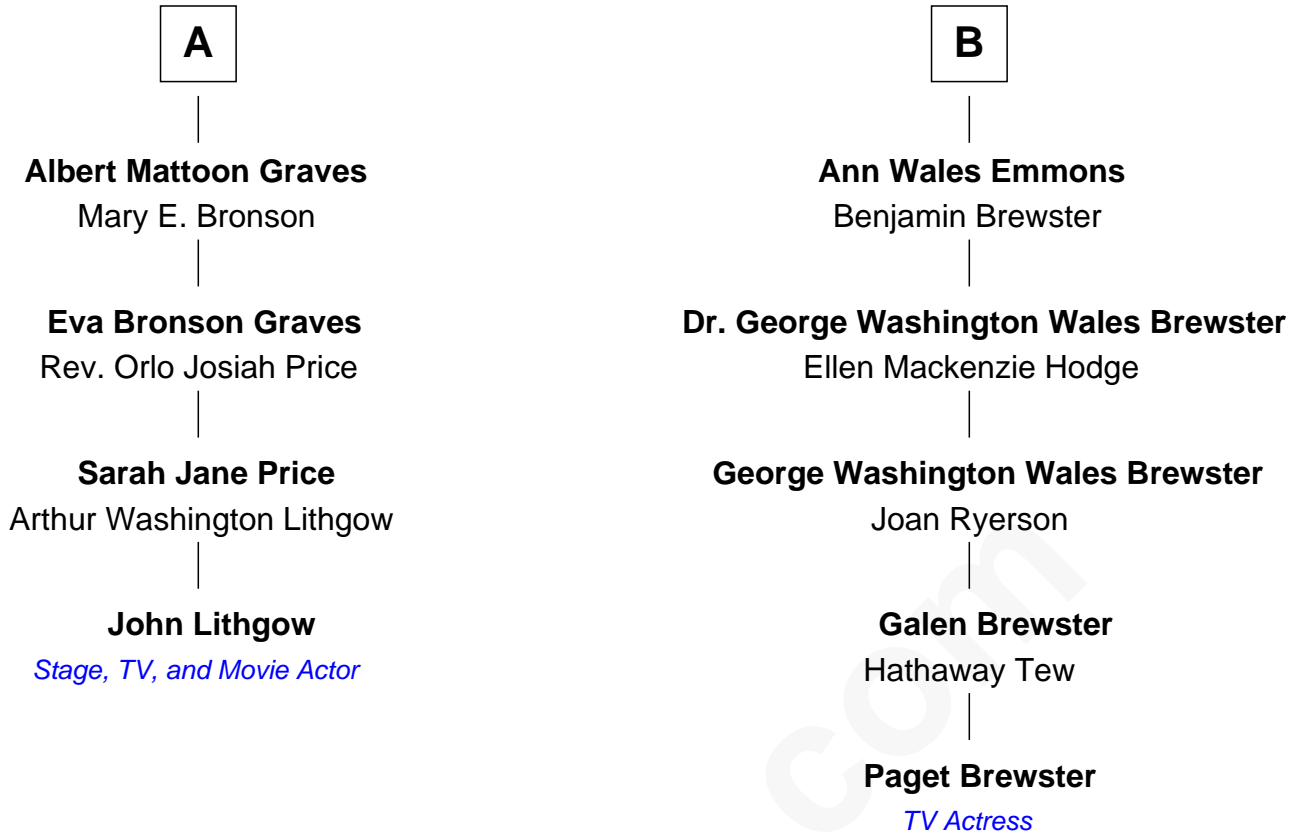 A
Albert Mattoon Graves
Mary E. Bronson
Eva Bronson Graves
Rev. Orlo Josiah Price
Sarah Jane Price
Arthur Washington Lithgow
John Lithgow
Stage, TV, and Movie Actor
B
Ann Wales Emmons
Benjamin Brewster
Dr. George Washington Wales Brewster
Ellen Mackenzie Hodge
George Washington Wales Brewster
Joan Ryerson
Galen Brewster
Hathaway Tew
Paget Brewster
TV Actress
com